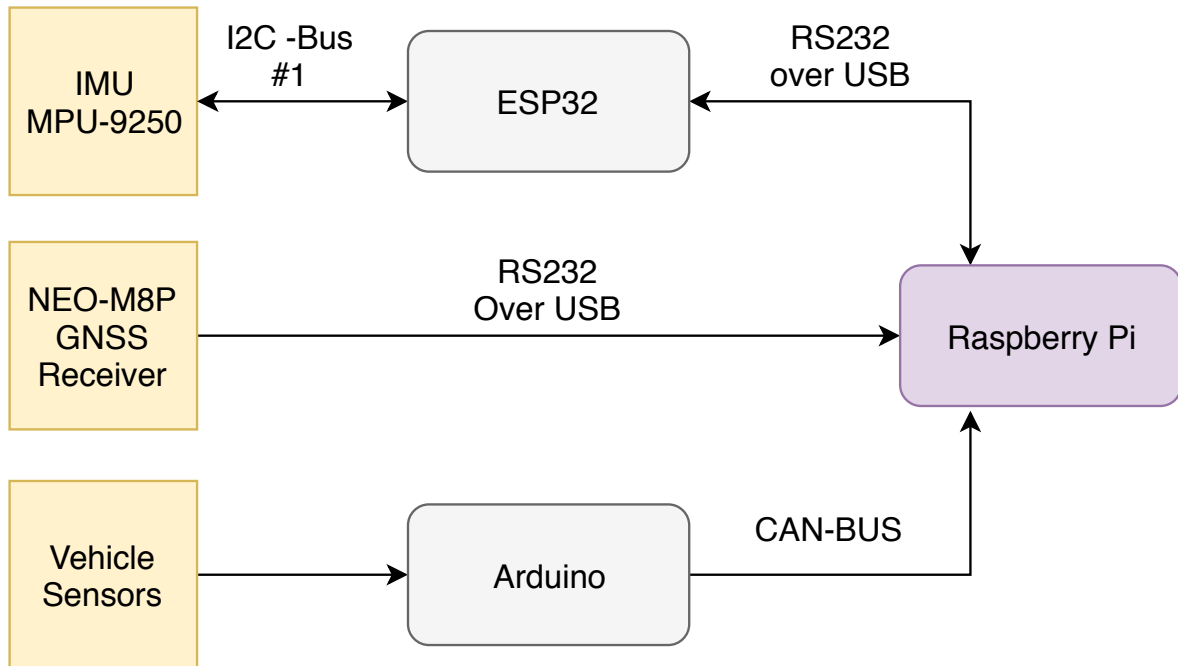 IMU
MPU-9250
I2C -Bus
#1
ESP32
RS232
over USB
NEO-M8P
GNSS
Receiver
RS232
Over USB
Raspberry Pi
Vehicle
Sensors
Arduino
CAN-BUS